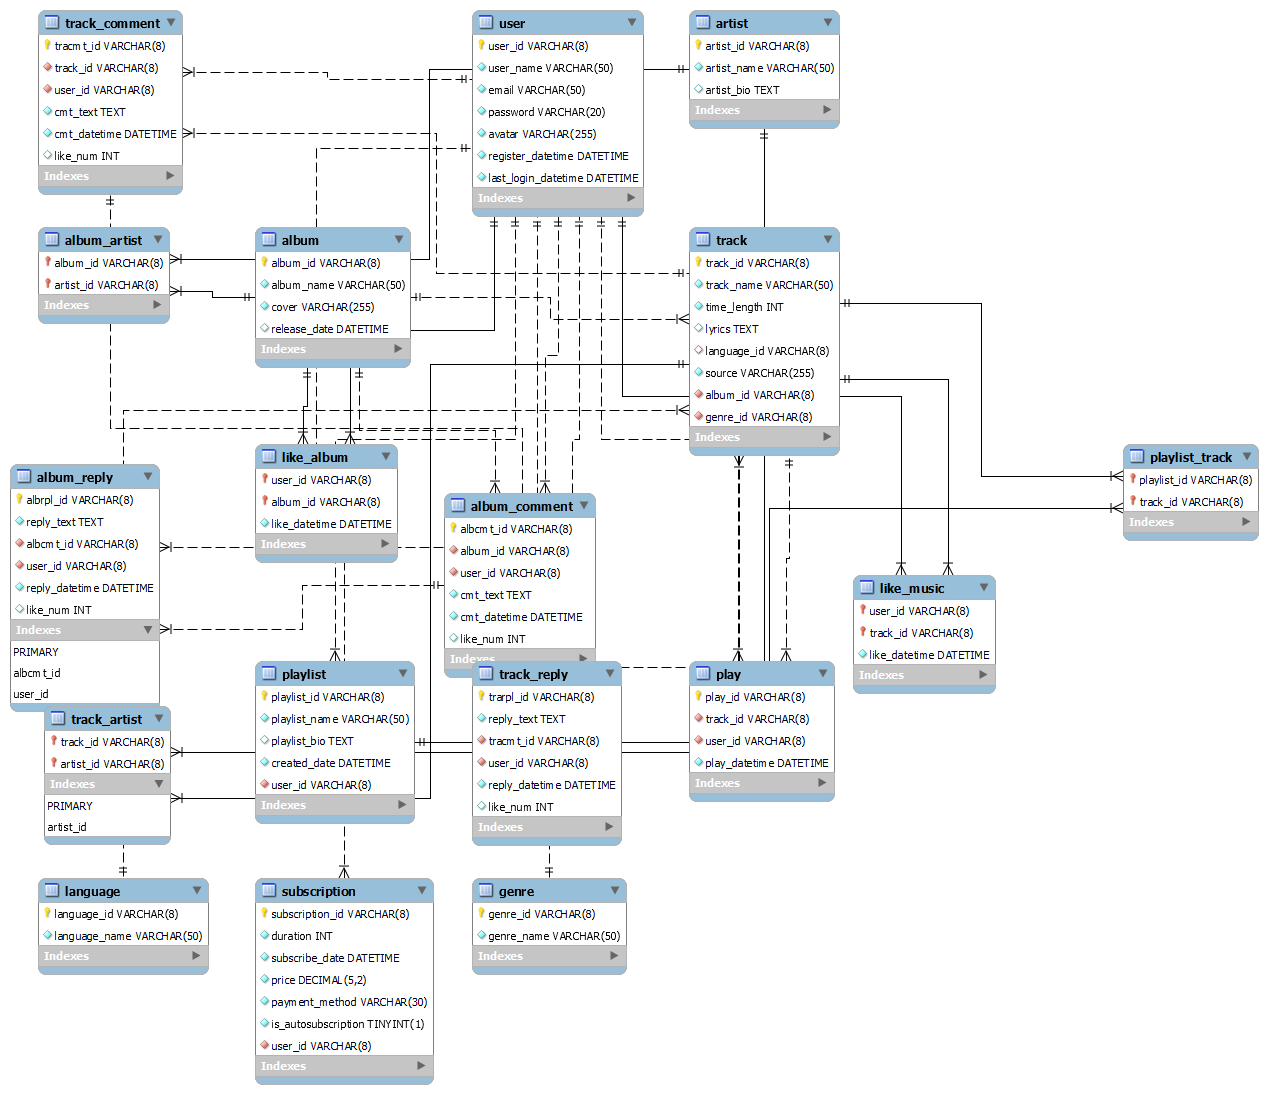 track_comment
tracmt_id VARCHAR(8)
track_id VARCHAR(8)
user_id VARCHAR(8)
cmt_text TEXT
cmt_datetime DATETIME
like_num INT
Indexes
user
user_id VARCHAR(8)
user_name VARCHAR(50)
email VARCHAR(50)
password VARCHAR(20)
avatar VARCHAR(255)
register_datetime DATETIME
last_login_datetime DATETIME
Indexes
artist
artist_id VARCHAR(8)
artist_name VARCHAR(50)
artist_bio TEXT
Indexes
album_artist
album_id VARCHAR(8)
artist_id VARCHAR(8)
Indexes
album
album_id VARCHAR(8)
album_name VARCHAR(50)
cover VARCHAR(255)
release_date DATETIME
Indexes
track
track_id VARCHAR(8)
track_name VARCHAR(50)
time_length INT
lyrics TEXT
language_id VARCHAR(8)
source VARCHAR(255)
album_id VARCHAR(8)
genre_id VARCHAR(8)
Indexes
album_reply
albrpl_id VARCHAR(8)
reply_text TEXT
albcmt_id VARCHAR(8)
user_id VARCHAR(8)
reply_datetime DATETIME
like_num INT
Indexes
PRIMARY
albcmt_id
user_id
like_album
user_id VARCHAR(8)
album_id VARCHAR(8)
like_datetime DATETIME
Indexes
album_comment
albcmt_id VARCHAR(8)
album_id VARCHAR(8)
user_id VARCHAR(8)
cmt_text TEXT
cmt_datetime DATETIME
like_num INT
Indexes
playlist_track
playlist_id VARCHAR(8)
track_id VARCHAR(8)
Indexes
like_music
user_id VARCHAR(8)
track_id VARCHAR(8)
like_datetime DATETIME
Indexes
track_artist
track_id VARCHAR(8)
artist_id VARCHAR(8)
Indexes
PRIMARY
artist_id
playlist
playlist_id VARCHAR(8)
playlist_name VARCHAR(50)
playlist_bio TEXT
created_date DATETIME
user_id VARCHAR(8)
Indexes
track_reply
trarpl_id VARCHAR(8)
reply_text TEXT
tracmt_id VARCHAR(8)
user_id VARCHAR(8)
reply_datetime DATETIME
like_num INT
Indexes
play
play_id VARCHAR(8)
track_id VARCHAR(8)
user_id VARCHAR(8)
play_datetime DATETIME
Indexes
language
language_id VARCHAR(8)
language_name VARCHAR(50)
Indexes
subscription
subscription_id VARCHAR(8)
duration INT
subscribe_date DATETIME
price DECIMAL(5,2)
payment_method VARCHAR(30)
is_autosubscription TINYINT(1)
user_id VARCHAR(8)
Indexes
genre
genre_id VARCHAR(8)
genre_name VARCHAR(50)
Indexes